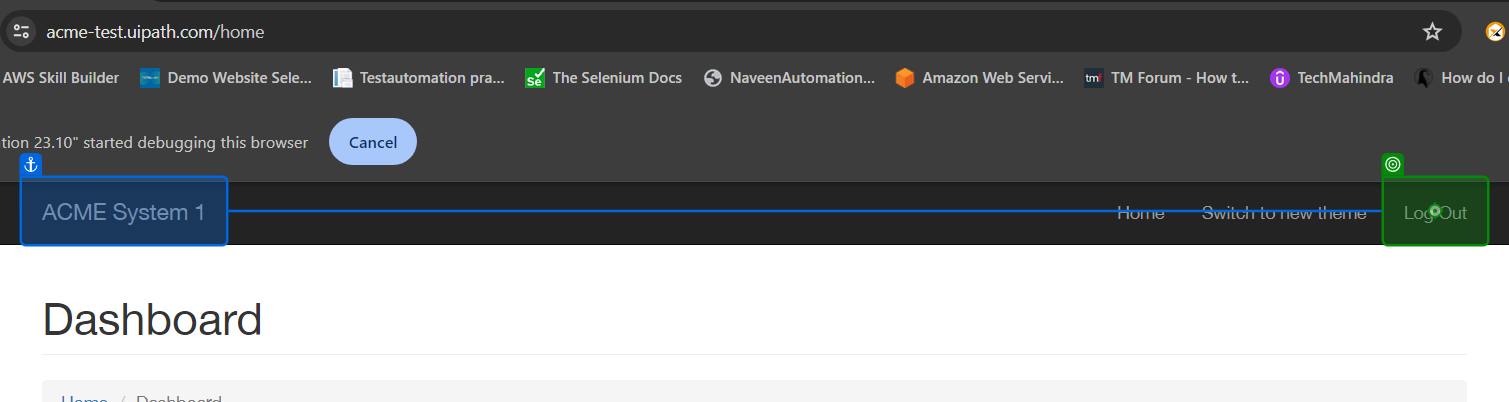 acme-test.uipath.com/home
AWS Skill Builder Demo Website Sele... Testautomation pra... The Selenium Docs NaveenAutomation... Amazon Web Servi... TM Forum - How t... TechMahindra How do I
tion 23.10" started debugging this browser Cancel
ACME System 1 Home Switch to new theme Log Out
Dashboard
Home / Dashboard